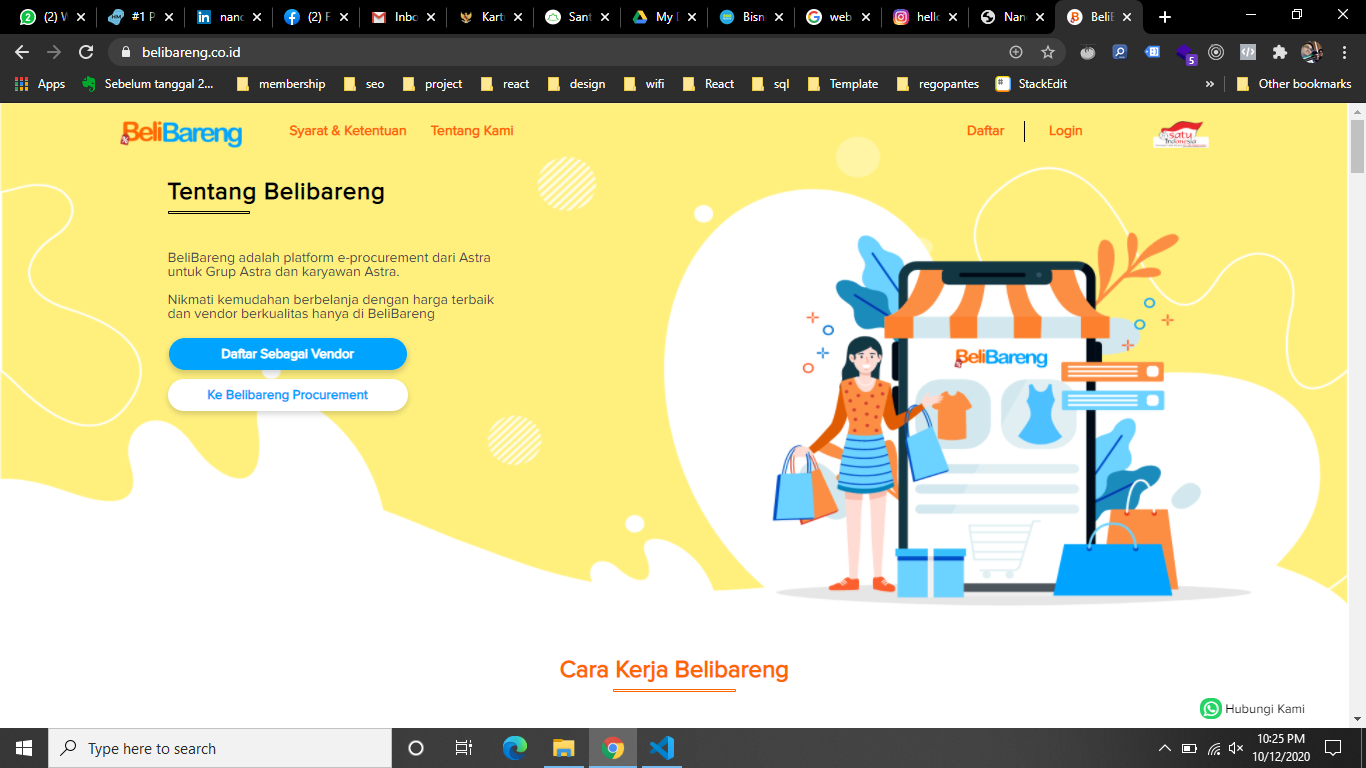 (2) W
#1 P
nanc
(2) F
Inbo
Kart
Sant
My D
Bisni
web
hello
Nan
BeliB
belibareng.co.id
5
Apps
Sebelum tanggal 2...
membership
seo
project
react
design
wifi
React
sql
Template
regopantes
StackEdit
»
Other bookmarks
BeliBareng
Syarat & Ketentuan
Tentang Kami
Daftar
Login
satu
Indonesia
Tentang Belibareng
BeliBareng adalah platform e-procurement dari Astra
untuk Grup Astra dan karyawan Astra.
Nikmati kemudahan berbelanja dengan harga terbaik
dan vendor berkualitas hanya di BeliBareng
Daftar Sebagai Vendor
Ke Belibareng Procurement
BeliBareng
Cara Kerja Belibareng
Hubungi Kami
Type here to search
10:25 PM
10/12/2020